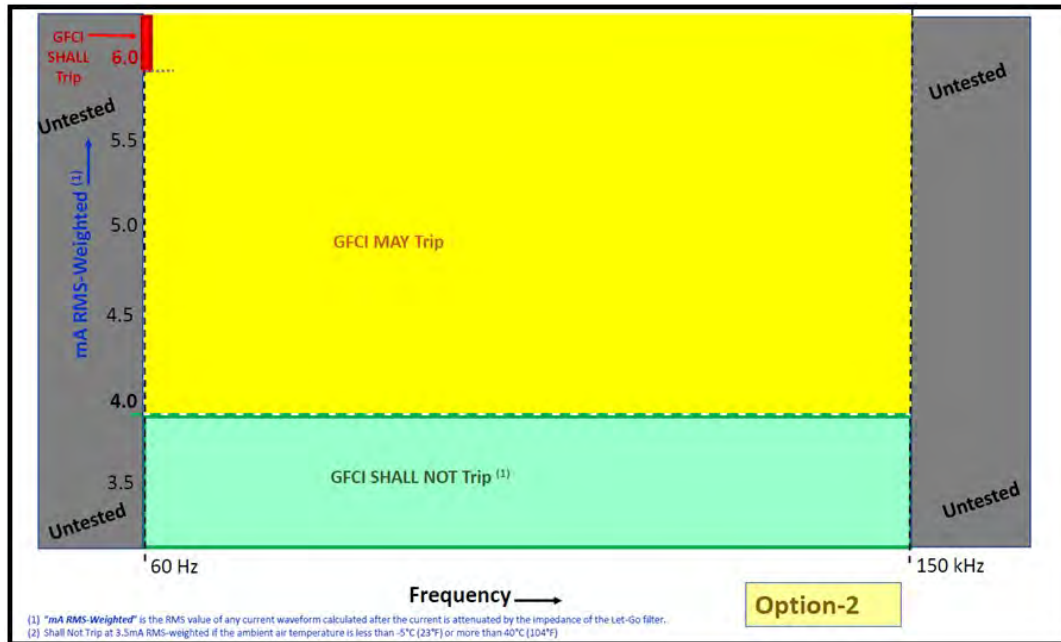 GFCI
SHALL
Trip
6.0
Untested
5.5
mA RMS-Weighted (1)
5.0
4.5
4.0
3.5
Untested
GFCI MAY Trip
GFCI SHALL NOT Trip (1)
Untested
Untested
60 Hz
150 kHz
Frequency
Option-2
(1) "mA RMS-Weighted" is the RMS value of any current waveform calculated after the current is attenuated by the impedance of the Let-Go filter.
(2) Shall Not Trip at 3.5mA RMS-weighted if the ambient air temperature is less than -5°C (23°F) or more than 40°C (104°F)